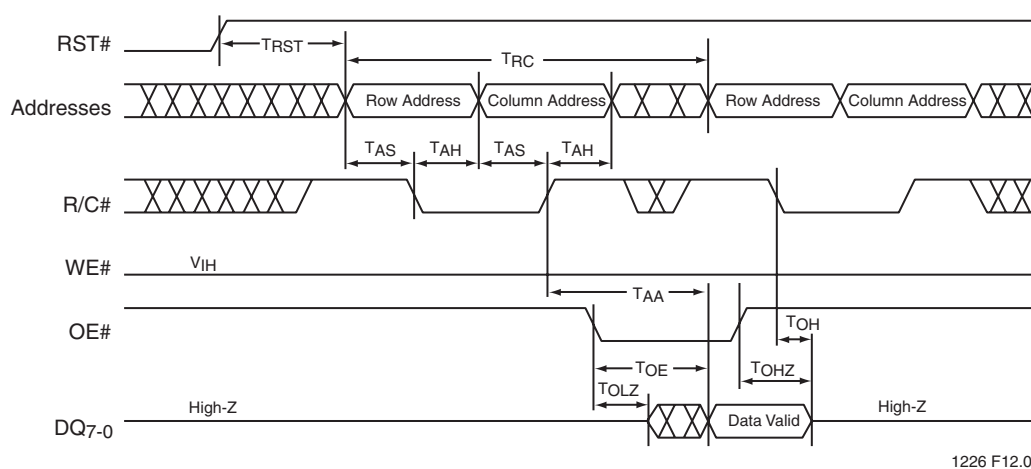 RST#
TRST
TRC
Addresses
Row Address
Column Address
Row Address
Column Address
TAS
TAH
TAS
TAH
R/C#
WE#
VIH
TAA
OE#
TOH
TOE
TOHZ
TOLZ
DQ7-0
High-Z
Data Valid
High-Z
1226 F12.0